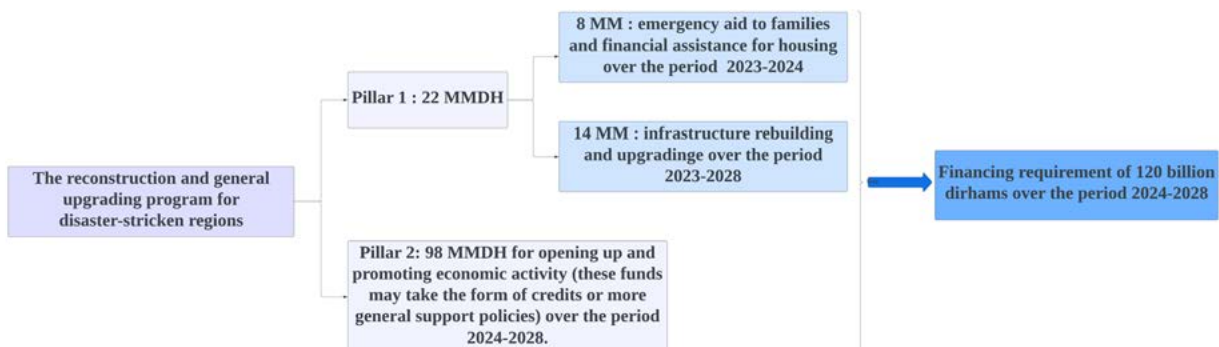 The reconstruction and general
upgrading program for
disaster-stricken regions
Pillar 1 : 22 MMDH
8 MM : emergency aid to families
and financial assistance for housing
over the period 2023-2024
14 MM : infrastructure rebuilding
and upgradinge over the period
2023-2028
Pillar 2: 98 MMDH for opening up and
promoting economic activity (these funds
may take the form of credits or more
general support policies) over the period
2024-2028.
Financing requirement of 120 billion
dirhams over the period 2024-2028